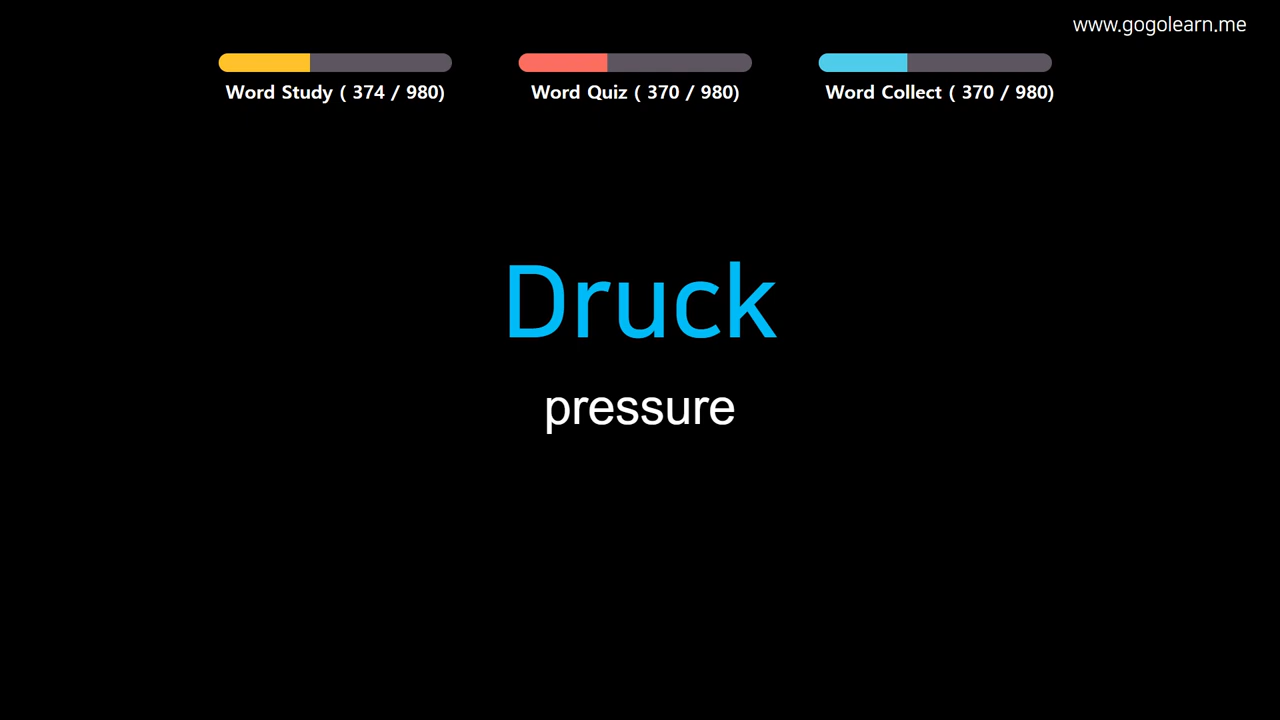 www.gogolearn.me
Word Study ( 374 / 980)
Word Quiz ( 370 / 980)
Word Collect ( 370 / 980)
Druck
pressure